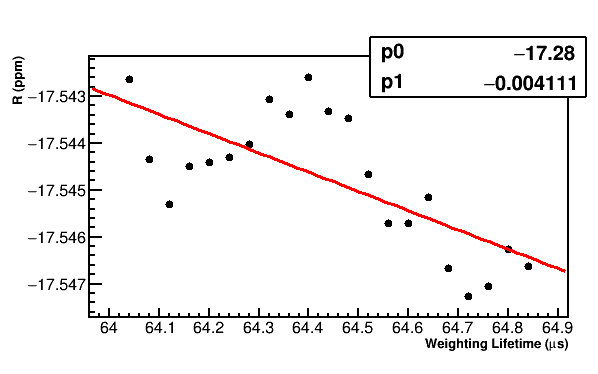 p0 −17.28
p1 −0.004111
R (ppm)
−17.543
−17.544
−17.545
−17.546
−17.547
64 64.1 64.2 64.3 64.4 64.5 64.6 64.7 64.8 64.9
Weighting Lifetime (μs)